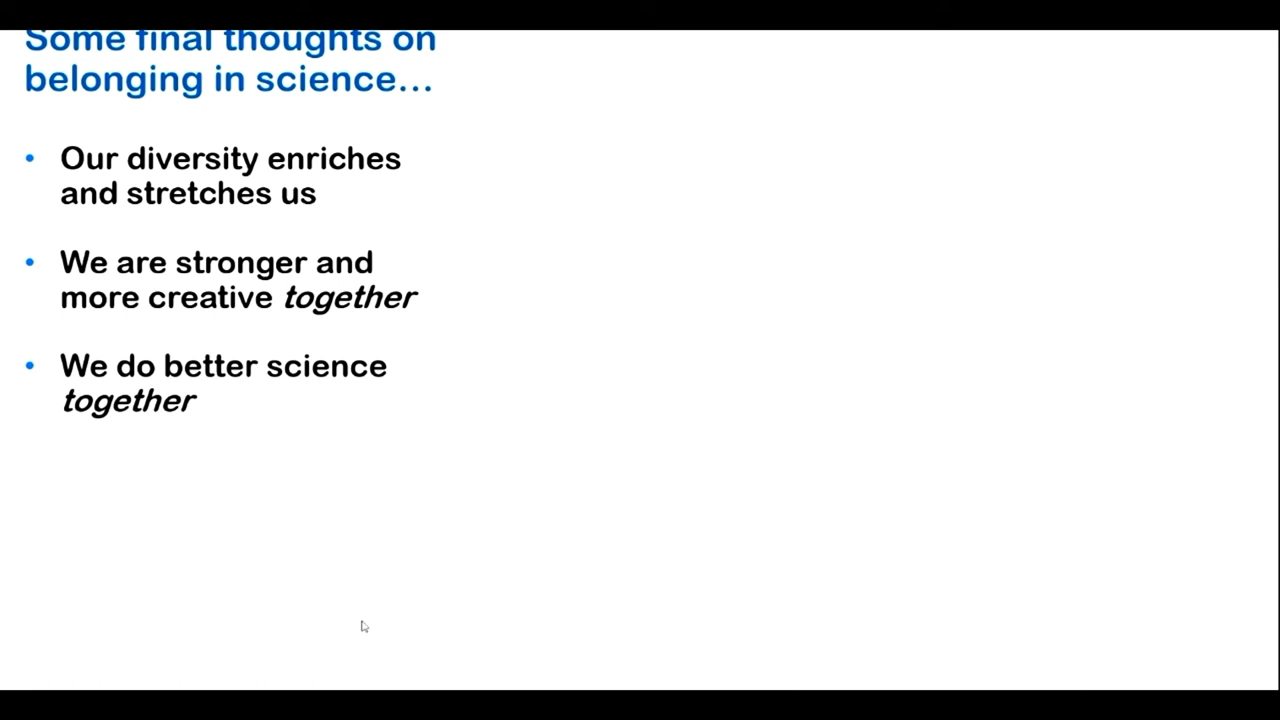 Some final thoughts on
belonging in science...
• Our diversity enriches
and stretches us
• We are stronger and
more creative together
• We do better science
together